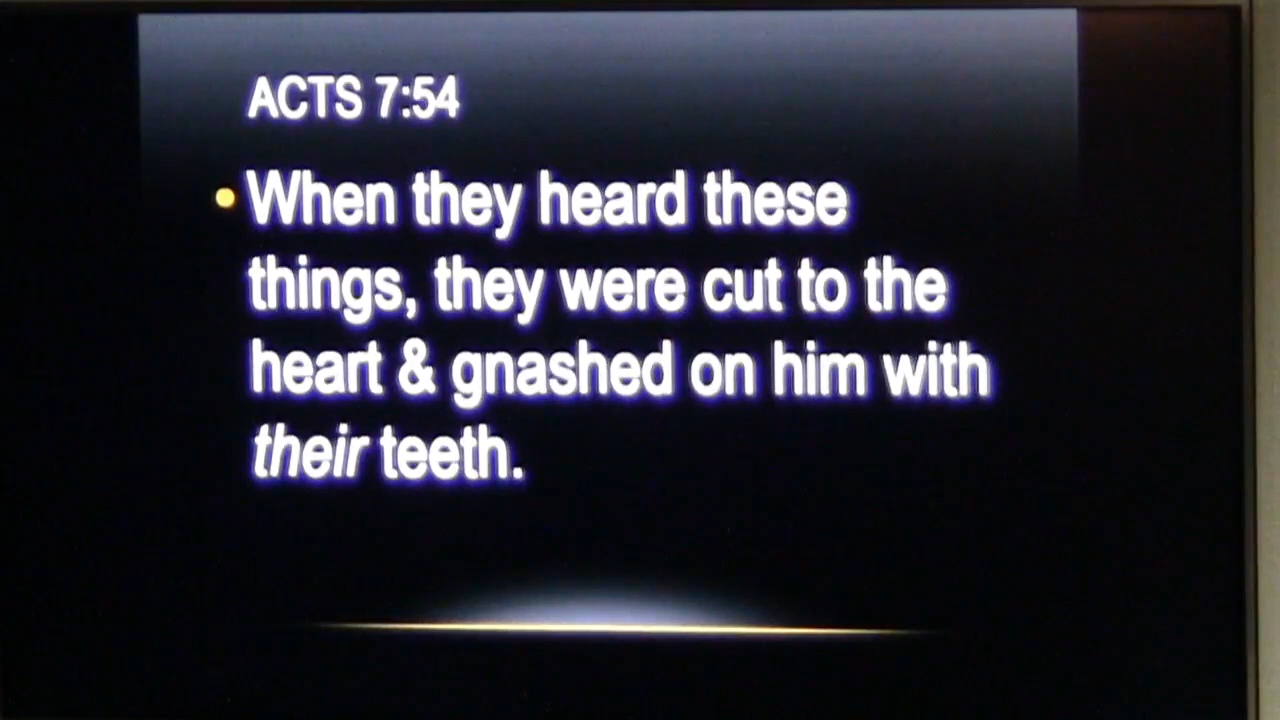 ACTS 7:54
• When they heard these
things, they were cut to the
heart & gnashed on him with
their teeth.